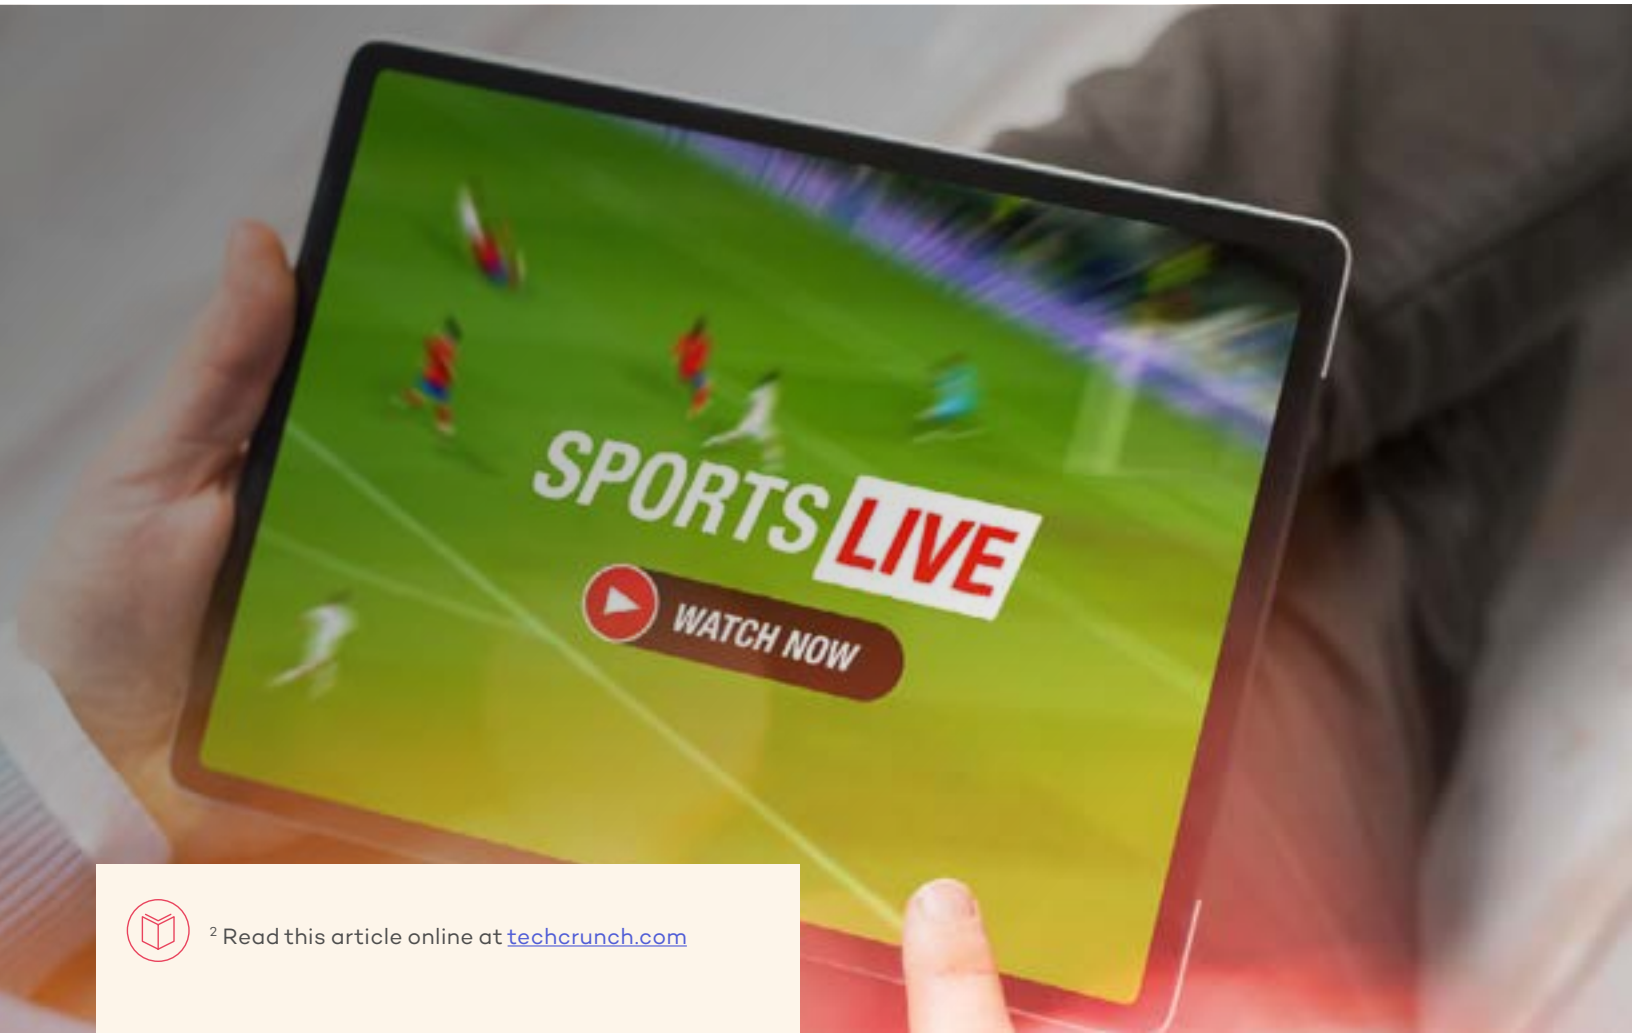 SPORTS LIVE
WATCH NOW
² Read this article online at techcrunch.com